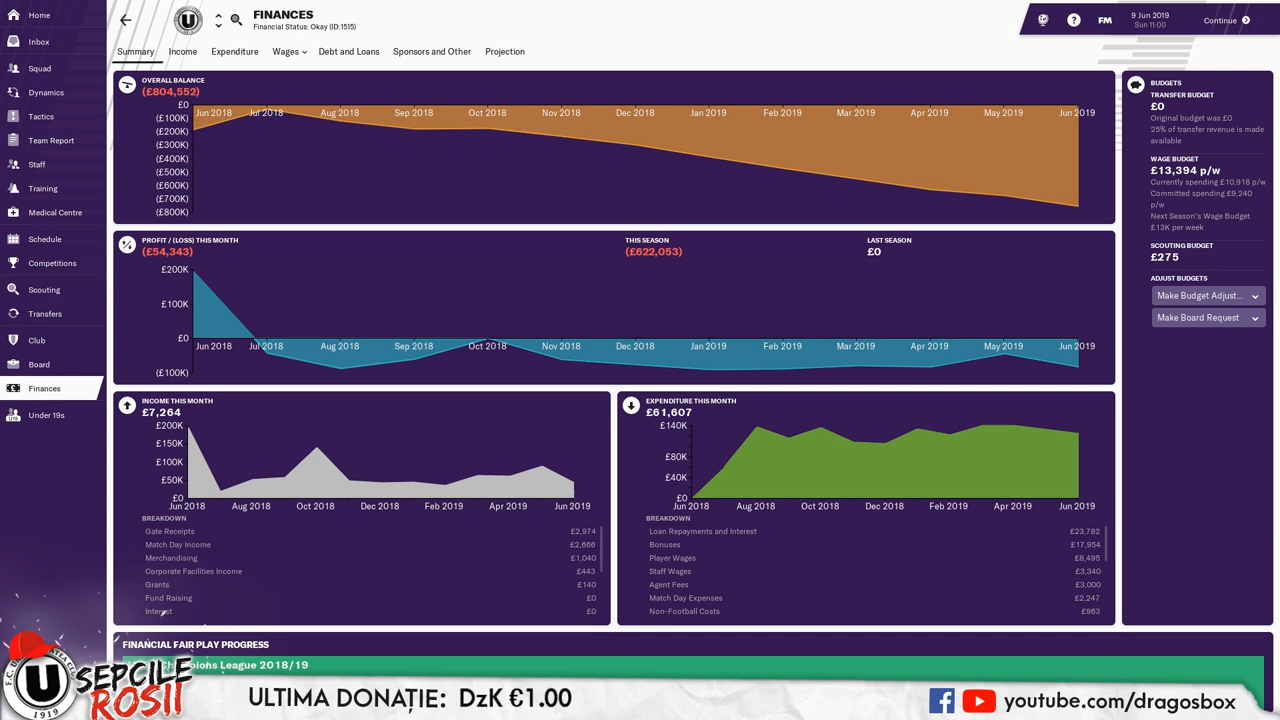 Home
Inbox
Squad
Dynamics
Tactics
Team Report
Staff
Training
Medical Centre
Schedule
Competitions
Scouting
Transfers
Club
Board
Finances
Under 19s
U
FINANCES
Financial Status: Okay (ID:1515)
?
FM
9 Jun 2019
Sun 11:00
Continue
Summary Income Expenditure Wages Debt and Loans Sponsors and Other Projection
OVERALL BALANCE
(£804,552)
£0
(£100K)
(£200K)
(£300K)
(£400K)
(£500K)
(£600K)
(£700K)
(£800K)
Jun 2018 Jul 2018 Aug 2018 Sep 2018 Oct 2018 Nov 2018 Dec 2018 Jan 2019 Feb 2019 Mar 2019 Apr 2019 May 2019 Jun 2019
PROFIT / (LOSS) THIS MONTH
(£54,343)
THIS SEASON
(£622,053)
LAST SEASON
£0
£200K
£100K
£0
(£100K)
Jun 2018 Jul 2018 Aug 2018 Sep 2018 Oct 2018 Nov 2018 Dec 2018 Jan 2019 Feb 2019 Mar 2019 Apr 2019 May 2019 Jun 2019
INCOME THIS MONTH
£7,264
£200K
£150K
£100K
£50K
£0
Jun 2018 Aug 2018 Oct 2018 Dec 2018 Feb 2019 Apr 2019 Jun 2019
BREAKDOWN
Gate Receipts £2,974
Match Day Income £2,666
Merchandising £1,040
Corporate Facilities Income £443
Grants £140
Fund Raising £0
Interest £0
EXPENDITURE THIS MONTH
£61,607
£140K
£80K
£40K
£0
Jun 2018 Aug 2018 Oct 2018 Dec 2018 Feb 2019 Apr 2019 Jun 2019
BREAKDOWN
Loan Repayments and Interest £23,782
Bonuses £17,954
Player Wages £8,495
Staff Wages £3,340
Agent Fees £3,000
Match Day Expenses £2,247
Non-Football Costs £963
BUDGETS
TRANSFER BUDGET
£0
Original budget was £0
25% of transfer revenue is made
available
WAGE BUDGET
£13,394 p/w
Currently spending £10,918 p/w
Committed spending £9,240
p/w
Next Season's Wage Budget
£13K per week
SCOUTING BUDGET
£275
ADJUST BUDGETS
Make Budget Adjust...
Make Board Request
FINANCIAL FAIR PLAY PROGRESS
pions League 2018/19
U
1919
SEPCILE
ROSII
ULTIMA DONAȚIE: DzK €1.00
youtube.com/dragosbox